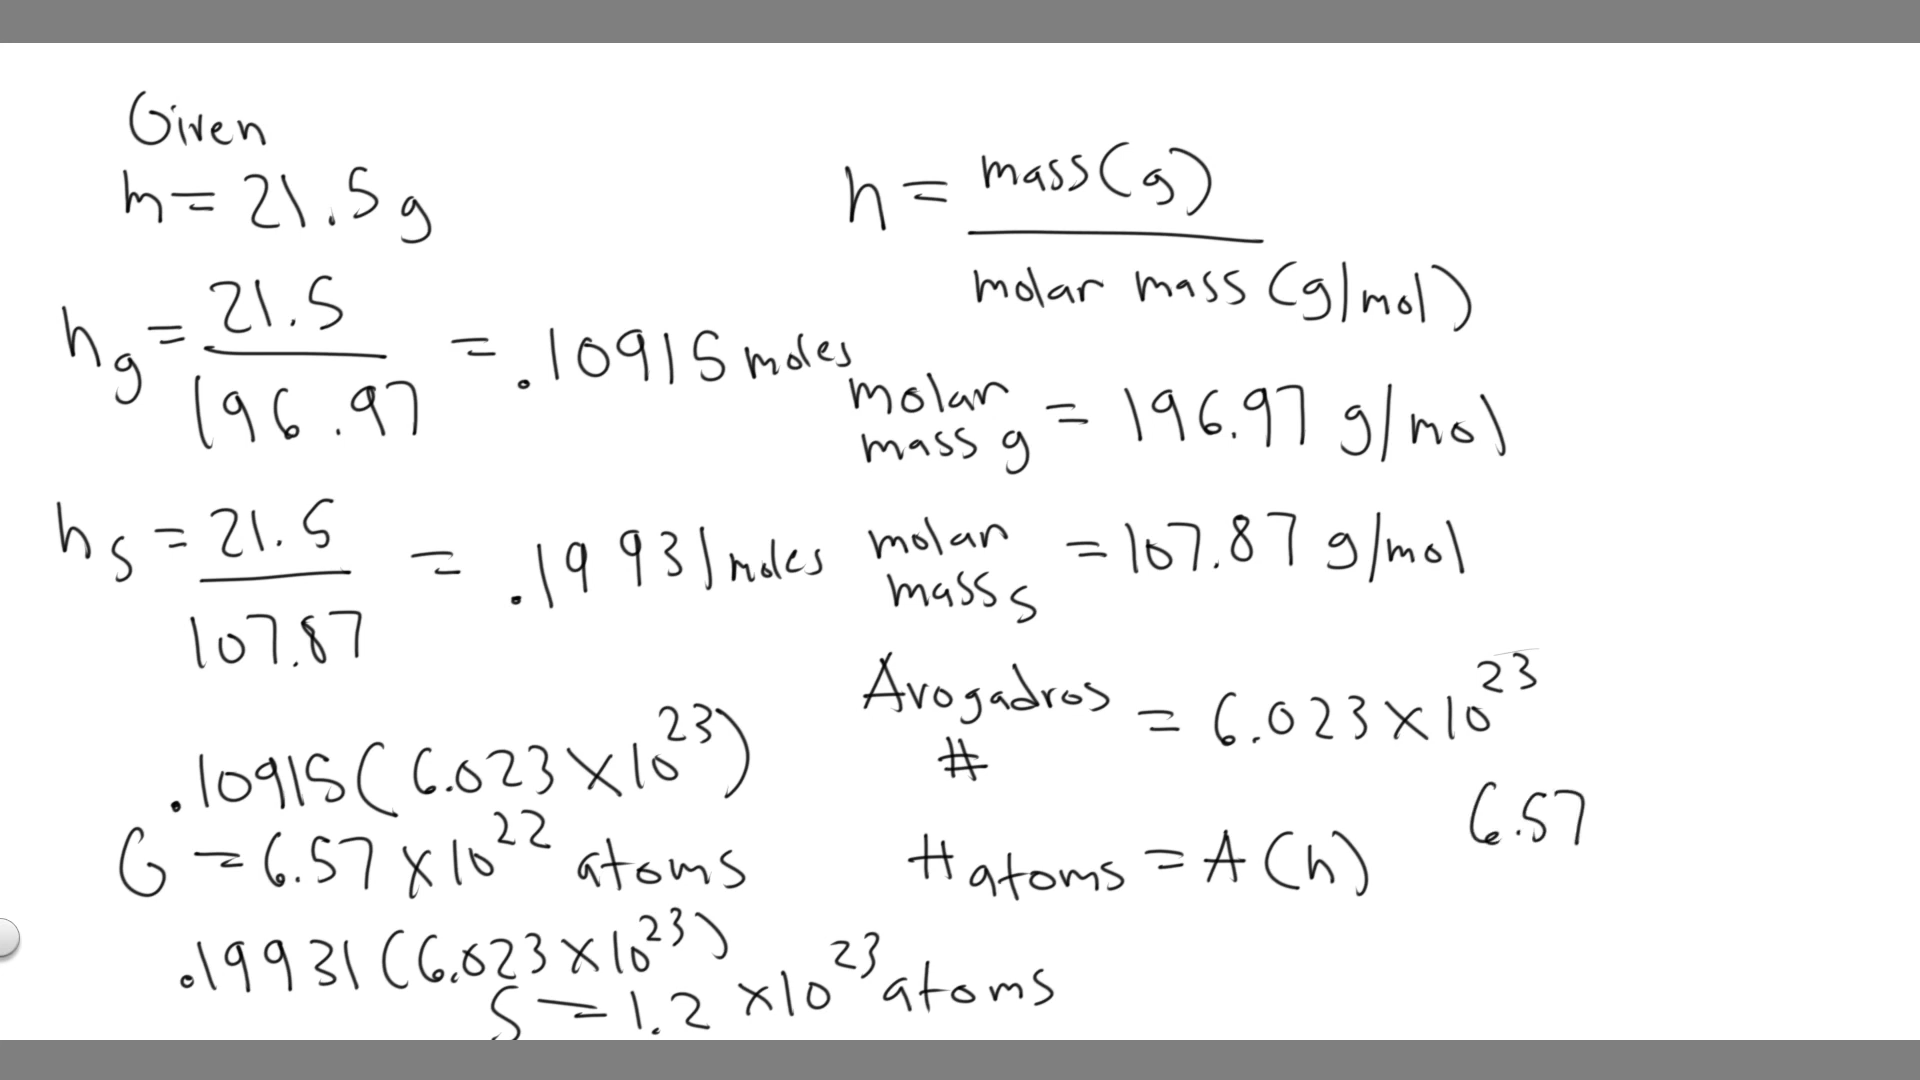 Given
m = 21.5 g
n = mass(g)
molar mass (g/mol)
ng = 21.5
196.97
= .10915 moles
ns = 21.5
107.87
= .19931 moles
molar
mass g = 196.97 g/mol
molar
mass s = 107.87 g/mol
Avogadros
# = 6.023 x 10^23
.10915(6.023 x 10^23)
G = 6.57 x 10^22 atoms
# atoms = A(n)
6.57
.19931(6.023 x 10^23)
S = 1.2 x 10^23 atoms